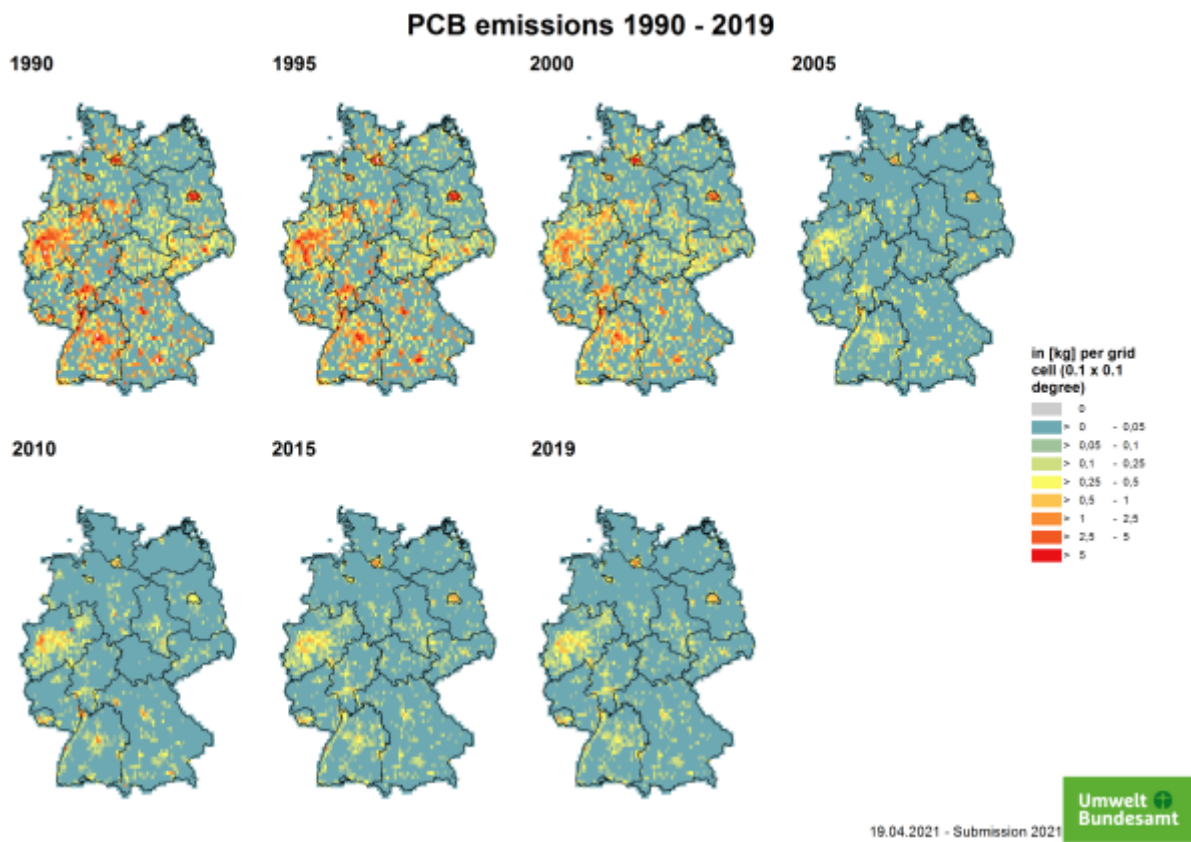 PCB emissions 1990 - 2019
1990
1995
2000
2005
in [kg] per grid
cell (0.1 x 0.1
degree)
0
> 0 - 0,05
> 0,05 - 0,1
> 0,1 - 0,25
> 0,25 - 0,5
> 0,5 - 1
> 1 - 2,5
> 2,5 - 5
> 5
2010
2015
2019
19.04.2021 - Submission 2021
Umwelt
Bundesamt